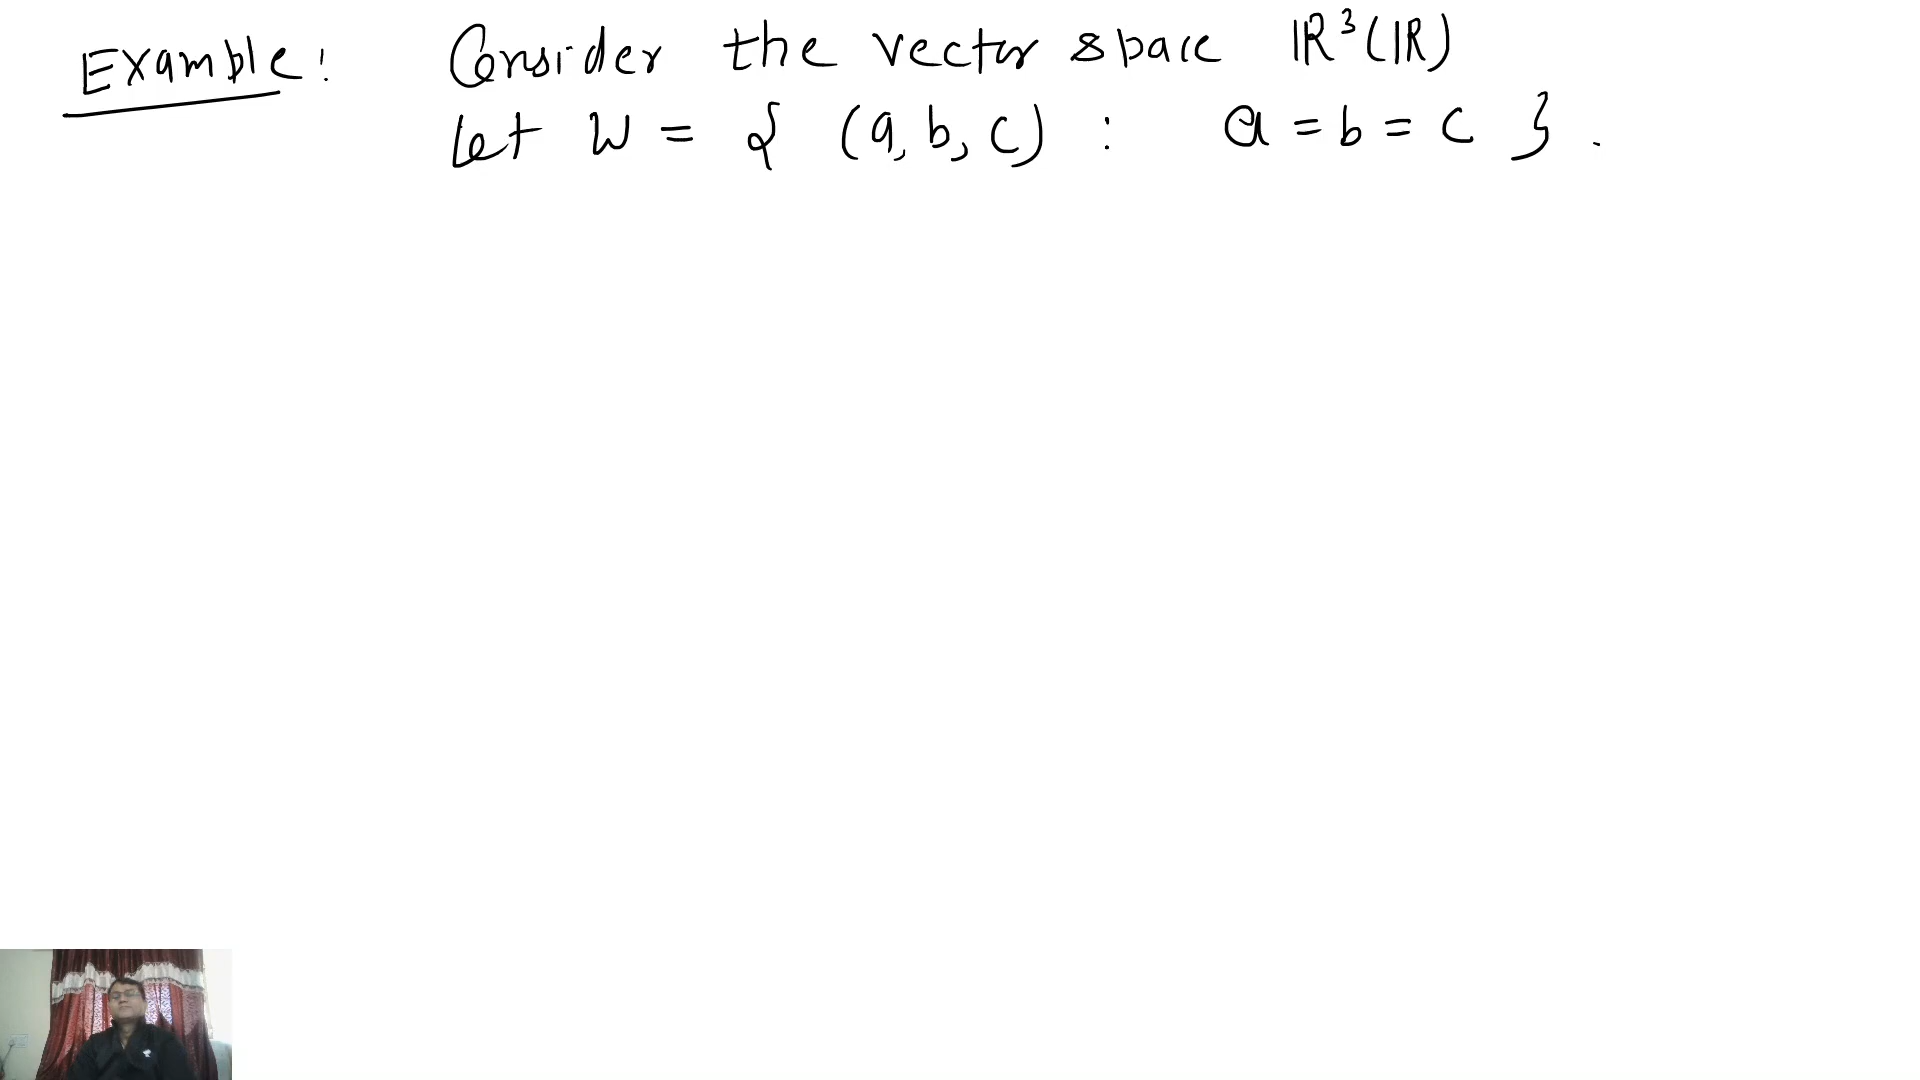 Example: Consider the vector space ℝ³(ℝ)
Let W = { (a, b, c) : a = b = c } .